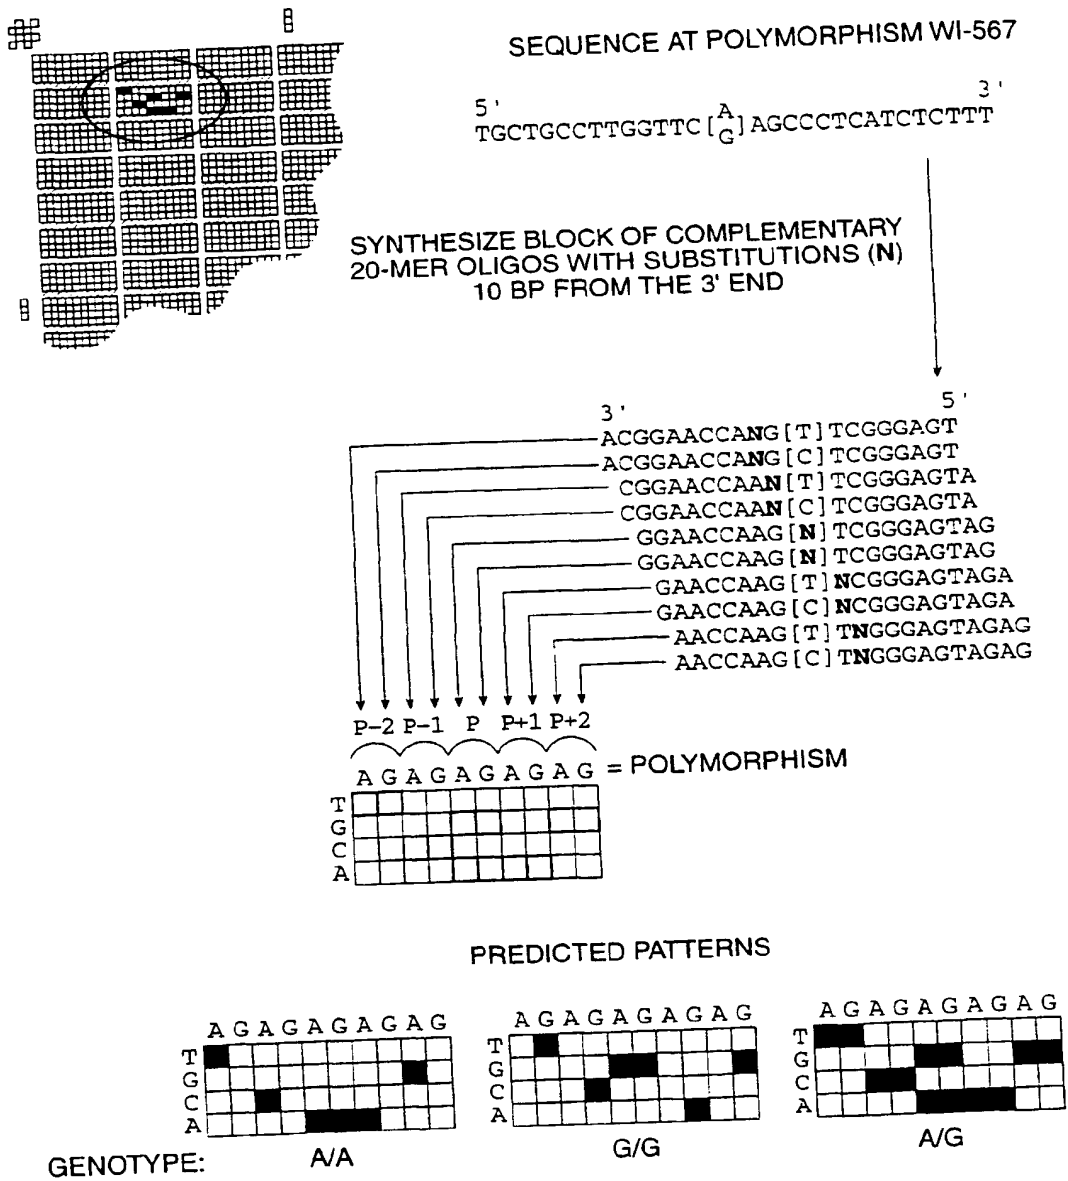 SEQUENCE AT POLYMORPHISM WI-567
5' 3'
TGCTGCCTTGGTTC[A/G]AGCCCTCATCTCTTT
SYNTHESIZE BLOCK OF COMPLEMENTARY
20-MER OLIGOS WITH SUBSTITUTIONS (N)
10 BP FROM THE 3' END
3' 5'
ACGGAACCANG[T]TCGGGAGT
ACGGAACCANG[C]TCGGGAGT
CGGAACCAAN[T]TCGGGAGTA
CGGAACCAAN[C]TCGGGAGTA
GGAACCAAG[N]TCGGGAGTAG
GGAACCAAG[N]TCGGGAGTAG
GAACCAAG[T]NCGGGAGTAGA
GAACCAAG[C]NCGGGAGTAGA
AACCAAG[T]TNGGGAGTAGAG
AACCAAG[C]TNGGGAGTAGAG
P-2 P-1 P P+1 P+2
A G A G A G A G A G = POLYMORPHISM
T
G
C
A
PREDICTED PATTERNS
A G A G A G A G A G
T
G
C
A
A G A G A G A G A G
T
G
C
A
A G A G A G A G A G
T
G
C
A
GENOTYPE: A/A G/G A/G